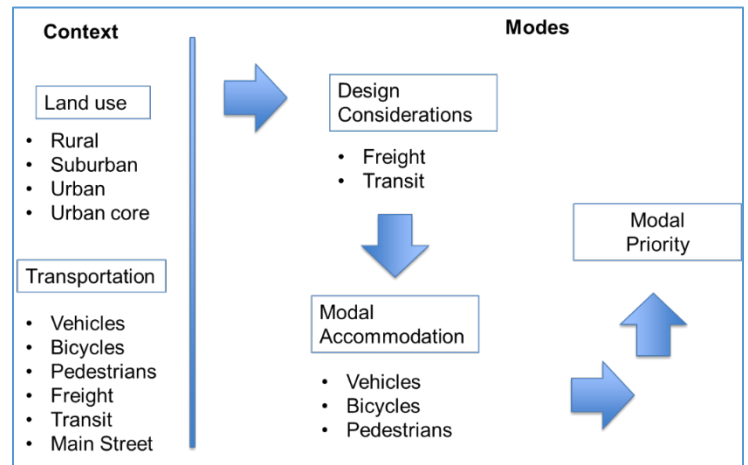 Context
Land use
• Rural
• Suburban
• Urban
• Urban core
Transportation
• Vehicles
• Bicycles
• Pedestrians
• Freight
• Transit
• Main Street
Modes
Design
Considerations
• Freight
• Transit
Modal
Accommodation
• Vehicles
• Bicycles
• Pedestrians
Modal
Priority